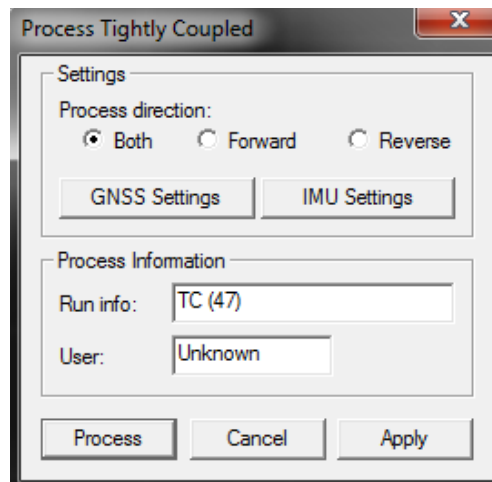 Process Tightly Coupled
Settings
Process direction:
Both Forward Reverse
GNSS Settings IMU Settings
Process Information
Run info: TC (47)
User: Unknown
Process Cancel Apply